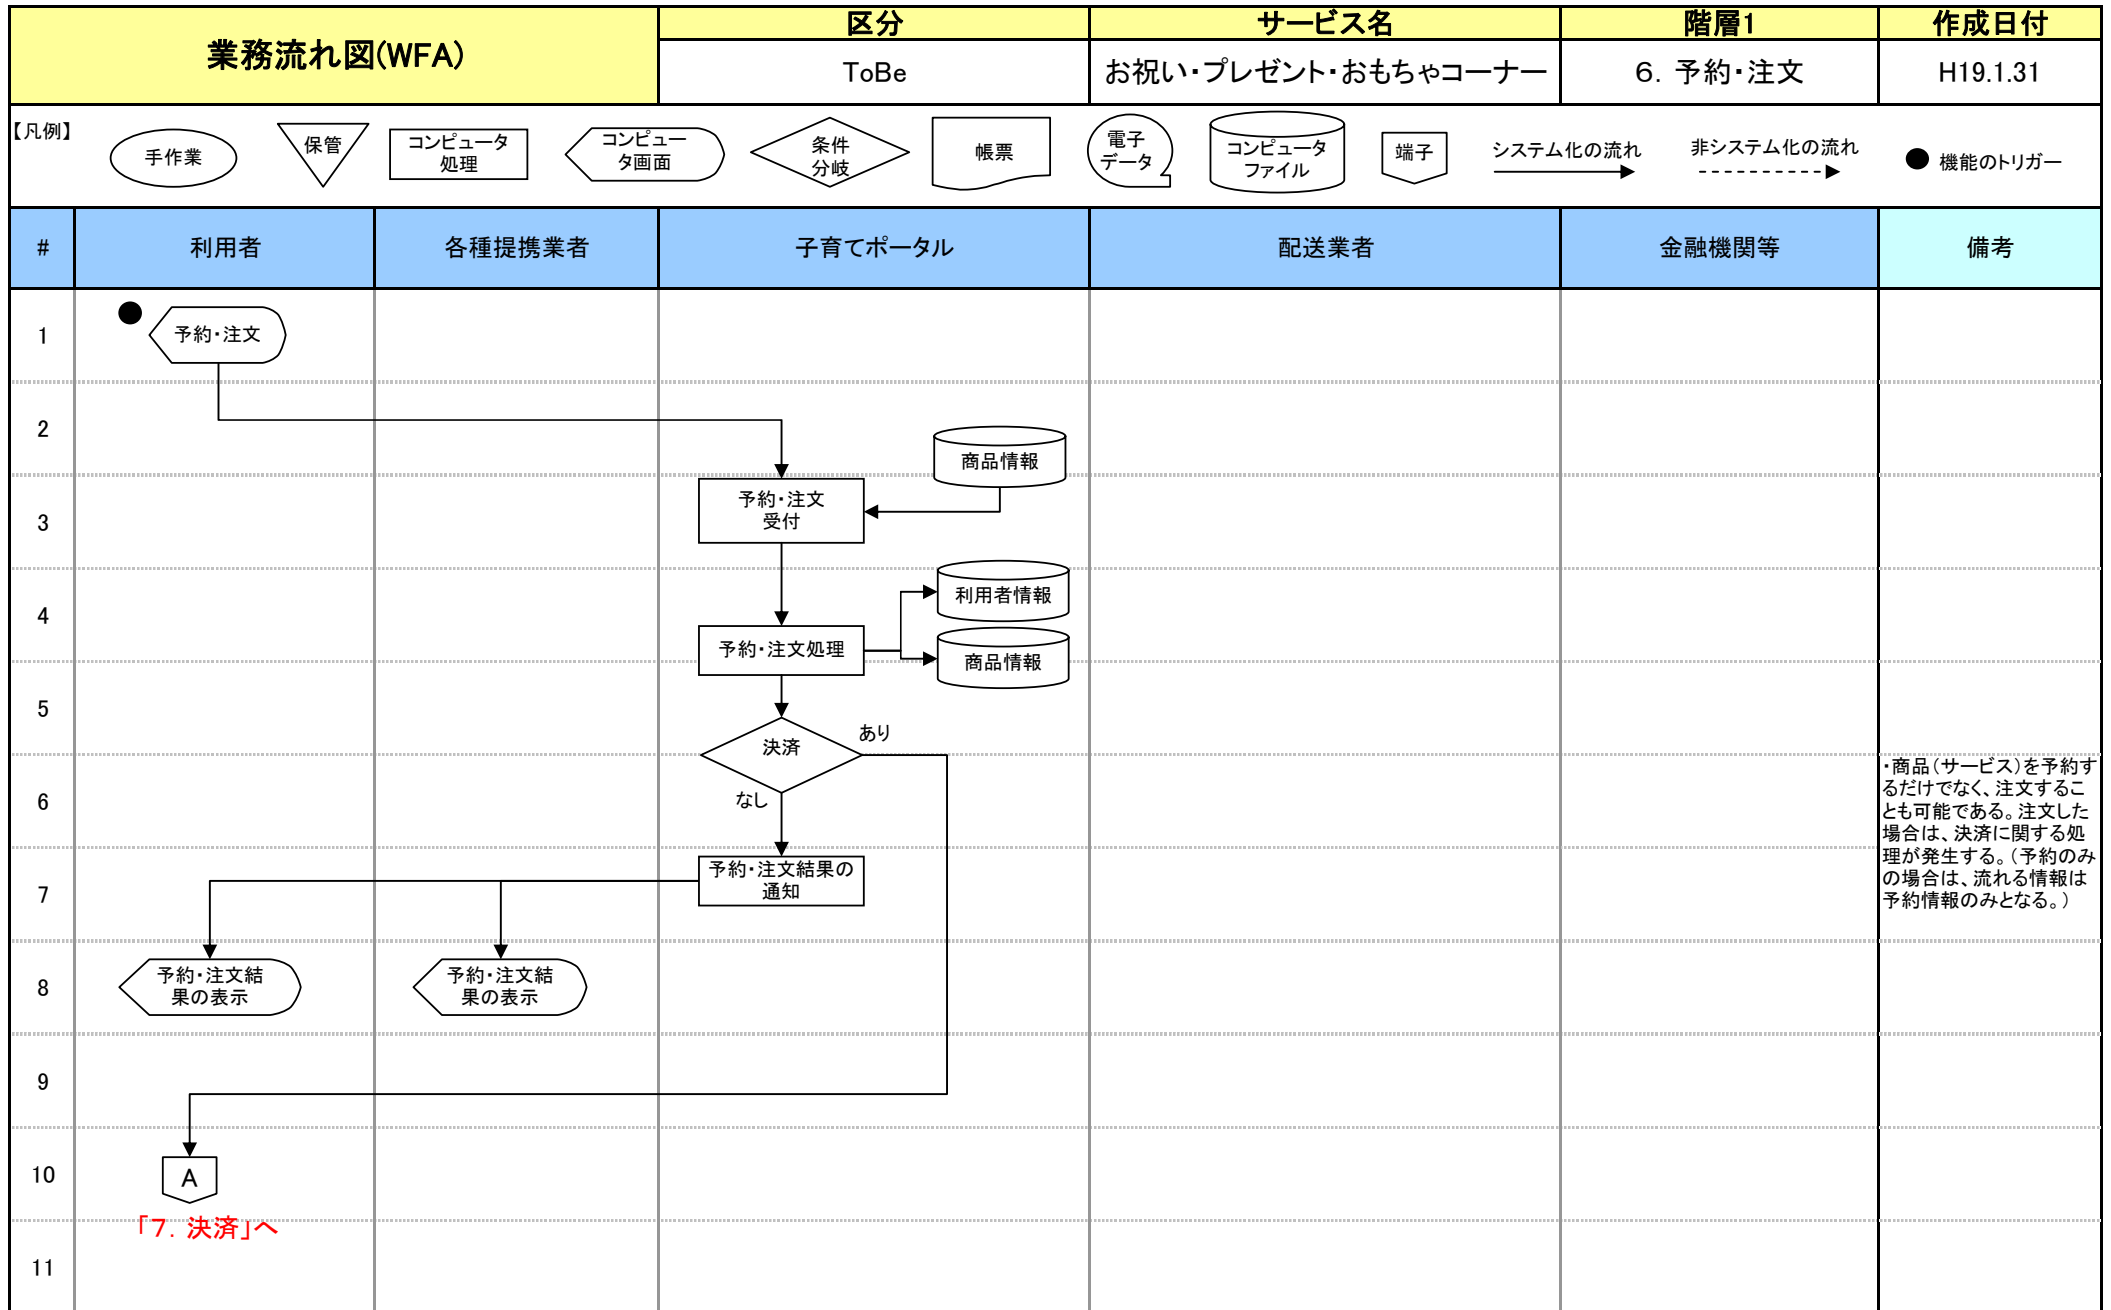 業務流れ図(WFA)
区分
サービス名
階層1
作成日付
ToBe
お祝い・プレゼント・おもちゃコーナー
６．予約・注文
H19.1.31
【凡例】
手作業
保管
コンピュータ
処理
コンピュー
タ画面
条件
分岐
帳票
電子
データ
コンピュータ
ファイル
端子
システム化の流れ
非システム化の流れ
機能のトリガー
#
利用者
各種提携業者
子育てポータル
配送業者
金融機関等
備考
1
予約・注文
2
商品情報
3
予約・注文
受付
4
利用者情報
予約・注文処理
商品情報
5
決済
あり
6
なし
・商品（サービス）を予約す
るだけでなく、注文するこ
とも可能である。注文した
場合は、決済に関する処
理が発生する。（予約のみ
の場合は、流れる情報は
予約情報のみとなる。）
7
予約・注文結果の
通知
8
予約・注文結
果の表示
予約・注文結
果の表示
9
10
A
「７．決済」へ
11